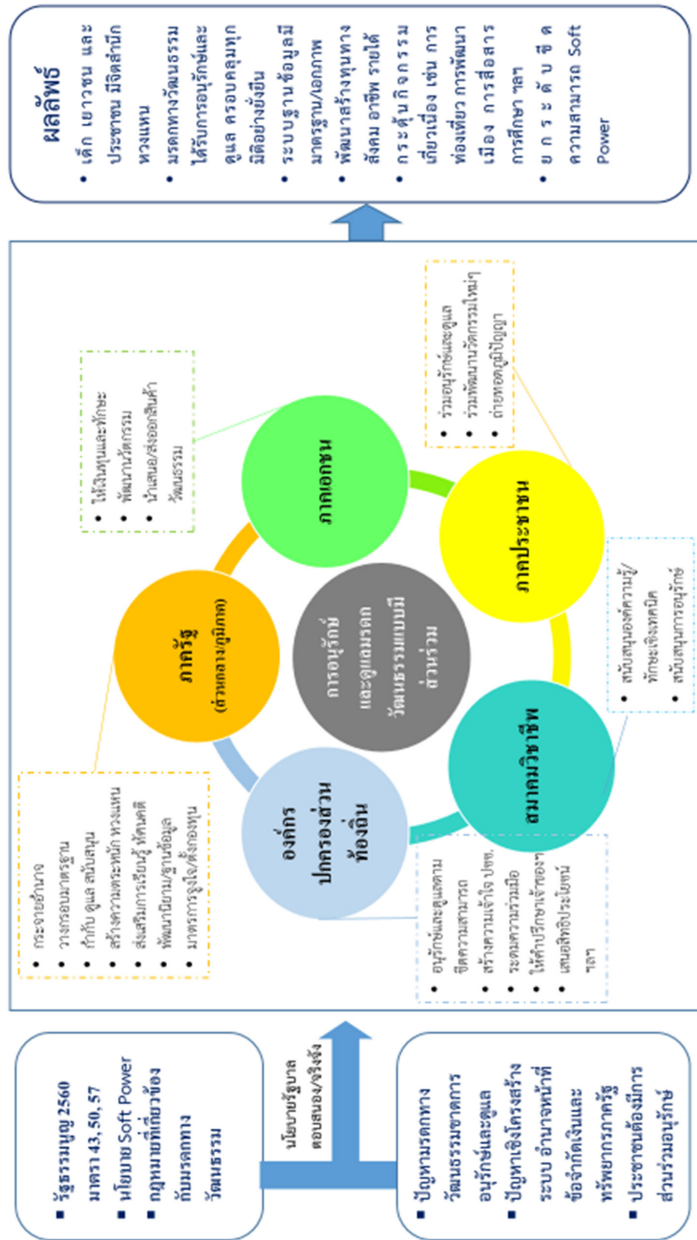 รัฐธรรมนูญ 2560
มาตรา 43, 50, 57
นโยบาย Soft Power
กฎหมายที่เกี่ยวข้อง
กับมรดกทาง
วัฒนธรรม
ปัญหามรดกทาง
วัฒนธรรมขาดการ
อนุรักษ์และดูแล
ปัญหาเชิงโครงสร้าง
ระบบ อำนาจหน้าที่
ข้อจำกัดเงินและ
ทรัพยากรภาครัฐ
ประชาชนต้องมีการ
ส่วนร่วมอนุรักษ์
นโยบายรัฐบาล
ตอบสนอง/จริงจัง
กระจายอำนาจ
วางกรอบมาตรฐาน
กำกับ ดูแล สนับสนุน
สร้างความตระหนัก หวงแหน
ส่งเสริมการเรียนรู้ ทัศนคติ
พัฒนานิยาม/ฐานข้อมูล
มาตรการจูงใจ/ตั้งกองทุน
อนุรักษ์และดูแลตาม
ขีดความสามารถ
สร้างความเข้าใจ ปชช.
ระดมความร่วมมือ
ให้คำปรึกษาเจ้าของฯ
เสนอสิทธิประโยชน์
ฯลฯ
ภาครัฐ
(ส่วนกลาง/ภูมิภาค)
องค์กร
ปกครองส่วน
ท้องถิ่น
การอนุรักษ์
และดูแลมรดก
วัฒนธรรมแบบมี
ส่วนร่วม
ภาคเอกชน
สมาคมวิชาชีพ
ภาคประชาชน
ให้เงินทุนและทักษะ
พัฒนานวัตกรรม
นำเสนอ/ส่งออกสินค้า
วัฒนธรรม
ร่วมอนุรักษ์และดูแล
ร่วมพัฒนานวัตกรรมใหม่ๆ
ถ่ายทอดภูมิปัญญา
สนับสนุนองค์ความรู้/
ทักษะเชิงเทคนิค
สนับสนุนการอนุรักษ์
ผลลัพธ์
เด็ก เยาวชน และ
ประชาชน มีจิตสำนึก
หวงแหน
มรดกทางวัฒนธรรม
ได้รับการอนุรักษ์และ
ดูแล ครอบคลุมทุก
มิติอย่างยั่งยืน
ระบบฐานข้อมูลมี
มาตรฐาน/เอกภาพ
พัฒนาสร้างทุนทาง
สังคม อาชีพ รายได้
กระตุ้นกิจกรรม
เกี่ยวเนื่อง เช่น การ
ท่องเที่ยว การพัฒนา
เมือง การสื่อสาร
การศึกษา ฯลฯ
ยกระดับขีด
ความสามารถ Soft
Power